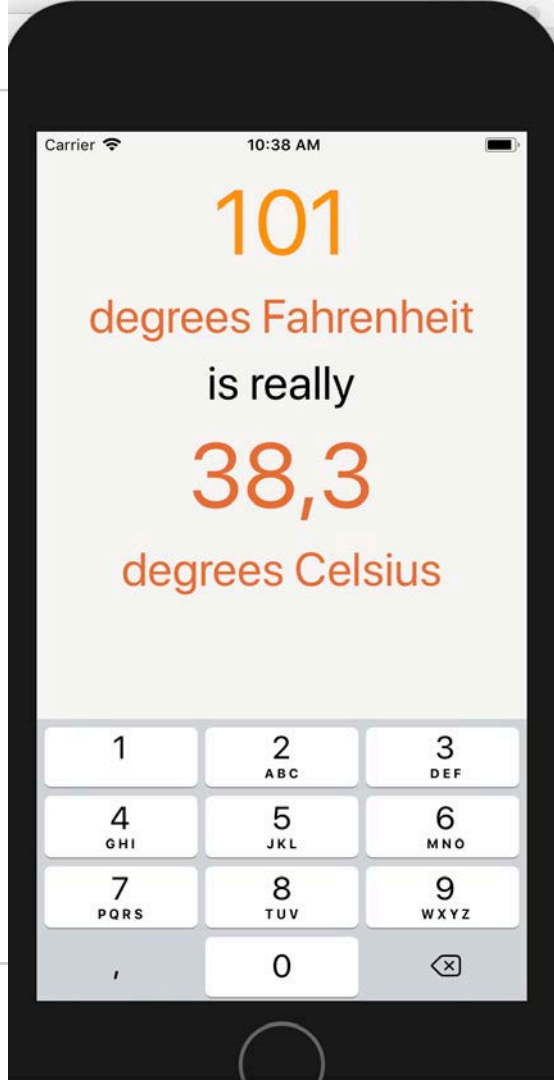 Carrier 10:38 AM
101
degrees Fahrenheit
is really
38,3
degrees Celsius
1 2 3
ABC DEF
4 5 6
GHI JKL MNO
7 8 9
PQRS TUV WXYZ
, 0